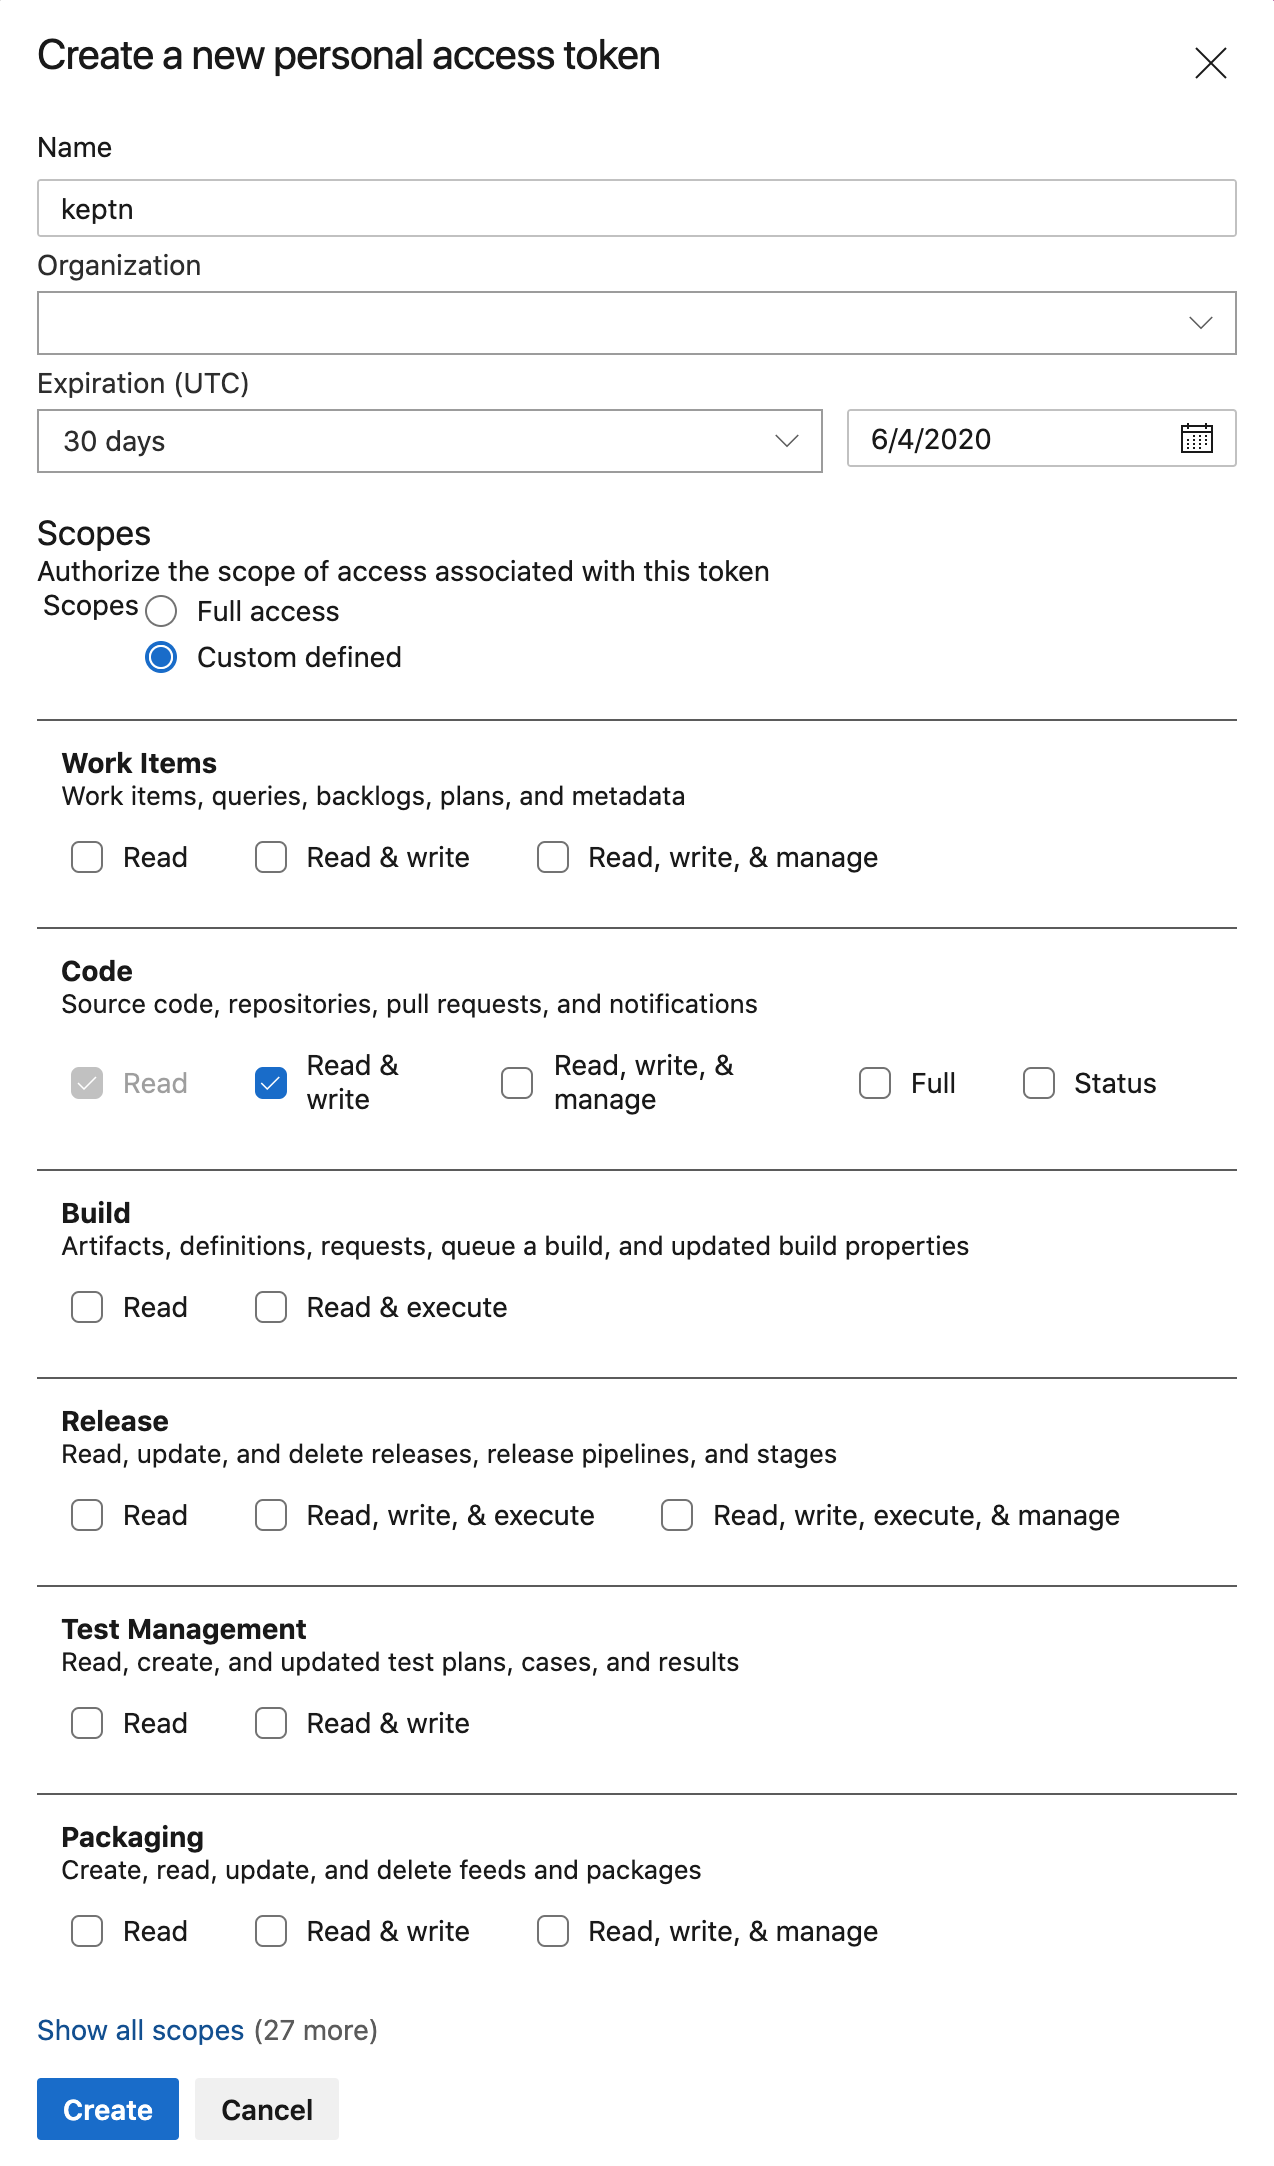 Create a new personal access token
Name
keptn
Organization
Expiration (UTC)
30 days 6/4/2020
Scopes
Authorize the scope of access associated with this token
Scopes Full access
Custom defined
Work Items
Work items, queries, backlogs, plans, and metadata
Read Read & write Read, write, & manage
Code
Source code, repositories, pull requests, and notifications
Read Read & write Read, write, & manage Full Status
Build
Artifacts, definitions, requests, queue a build, and updated build properties
Read Read & execute
Release
Read, update, and delete releases, release pipelines, and stages
Read Read, write, & execute Read, write, execute, & manage
Test Management
Read, create, and updated test plans, cases, and results
Read Read & write
Packaging
Create, read, update, and delete feeds and packages
Read Read & write Read, write, & manage
Show all scopes (27 more)
Create Cancel